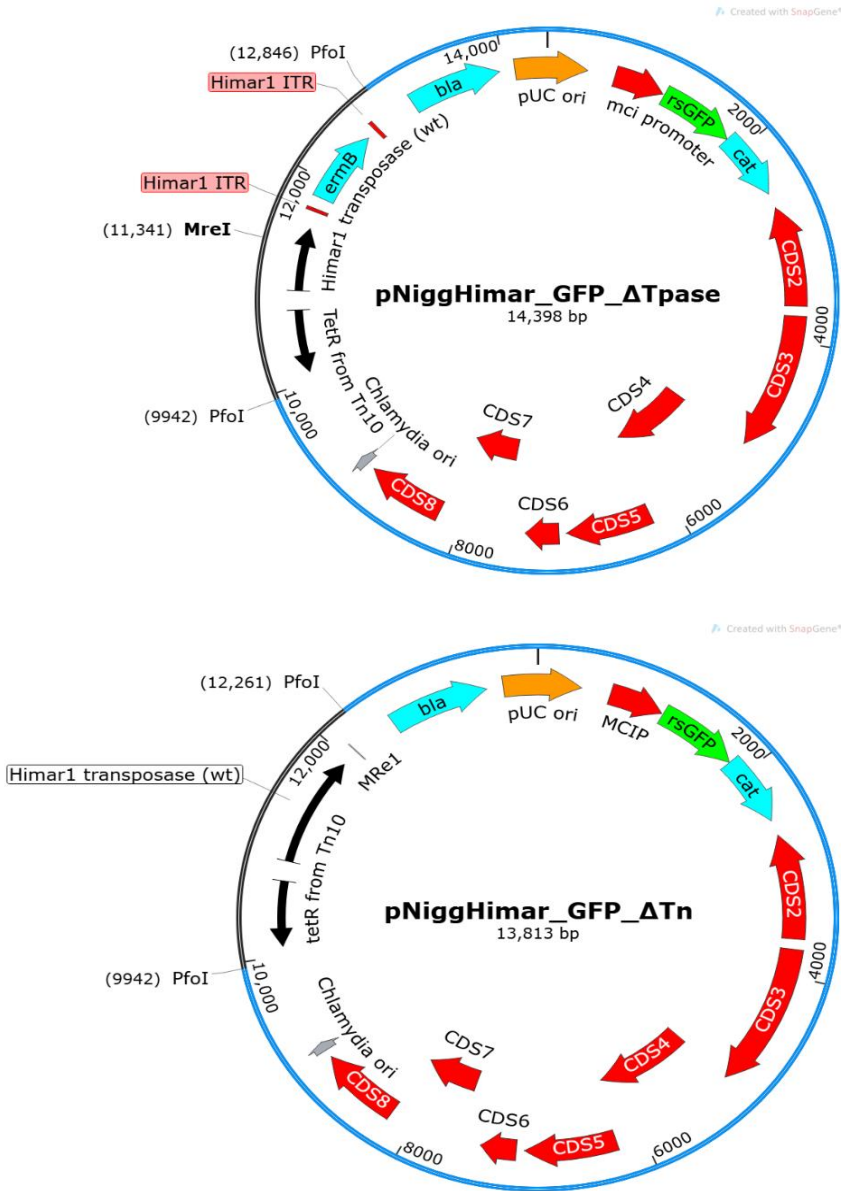 Created with SnapGene®
(12,846) PfoI
14,000
bla
pUC ori
mci promoter
rsGFP
2000
cat
Himar1 ITR
ermB
Himar1 transposase (wt)
Himar1 ITR
12,000
(11,341) MreI
CDS2
pNiggHimar_GFP_ΔTpase
14,398 bp
4000
TetR from Tn10
CDS3
(9942) PfoI
10,000
Chlamydia ori
CDS4
CDS7
CDS8
CDS6
CDS5
6000
8000
Created with SnapGene®
(12,261) PfoI
bla
pUC ori
MCIP
rsGFP
2000
cat
Himar1 transposase (wt)
12,000
MRe1
CDS2
tetR from Tn10
pNiggHimar_GFP_ΔTn
13,813 bp
4000
(9942) PfoI
10,000
CDS3
Chlamydia ori
CDS7
CDS4
CDS8
CDS6
CDS5
6000
8000